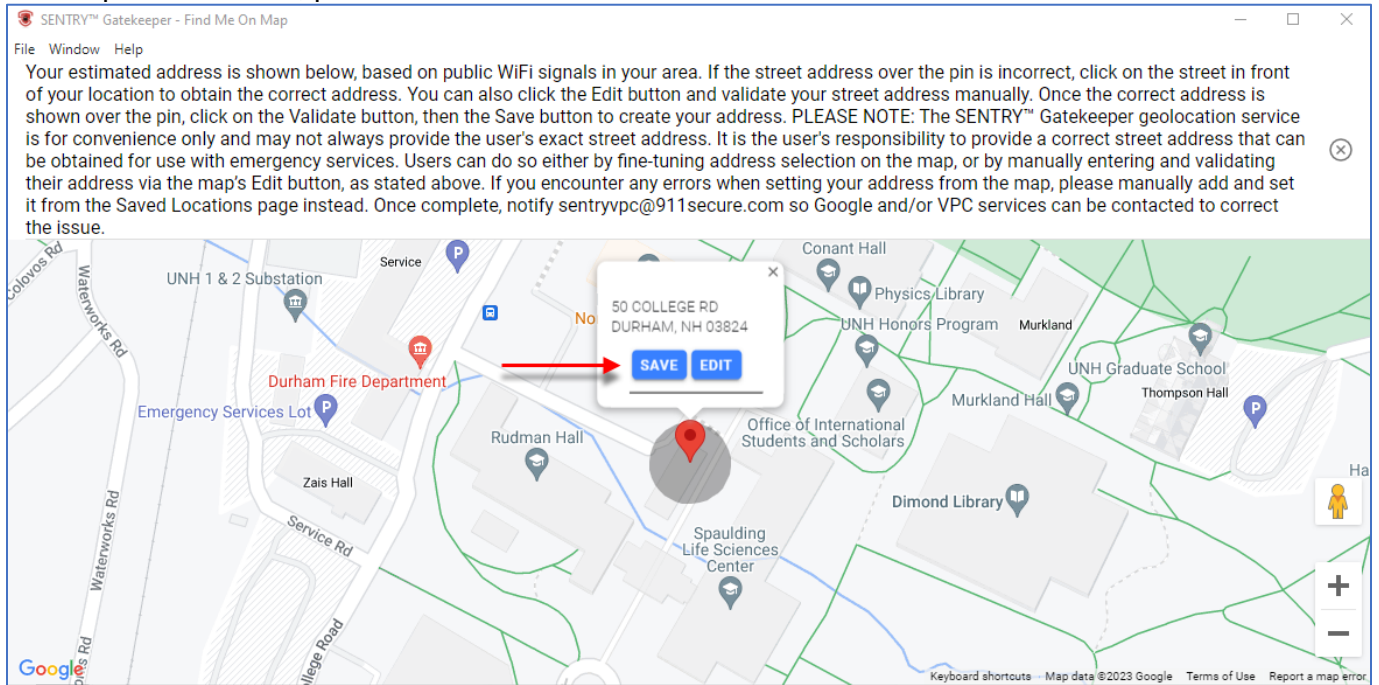 SENTRY™ Gatekeeper - Find Me On Map
File Window Help
Your estimated address is shown below, based on public WiFi signals in your area. If the street address over the pin is incorrect, click on the street in front
of your location to obtain the correct address. You can also click the Edit button and validate your street address manually. Once the correct address is
shown over the pin, click on the Validate button, then the Save button to create your address. PLEASE NOTE: The SENTRY™ Gatekeeper geolocation service
is for convenience only and may not always provide the user's exact street address. It is the user's responsibility to provide a correct street address that can
be obtained for use with emergency services. Users can do so either by fine-tuning address selection on the map, or by manually entering and validating
their address via the map's Edit button, as stated above. If you encounter any errors when setting your address from the map, please manually add and set
it from the Saved Locations page instead. Once complete, notify sentryvpc@911secure.com so Google and/or VPC services can be contacted to correct
the issue.
Colovos Rd
Waterworks Rd
UNH 1 & 2 Substation
Service
P
Conant Hall
Physics Library
50 COLLEGE RD
DURHAM, NH 03824
SAVE EDIT
No
UNH Honors Program
Murkland
Durham Fire Department
UNH Graduate School
Thompson Hall
Murkland Hall
P
Emergency Services Lot P
Office of International
Students and Scholars
Rudman Hall
Zais Hall
Ha
Dimond Library
Waterworks Rd
Service Rd
Spaulding
Life Sciences
Center
llege Road
s Rd
Google
Keyboard shortcuts Map data ©2023 Google Terms of Use Report a map error